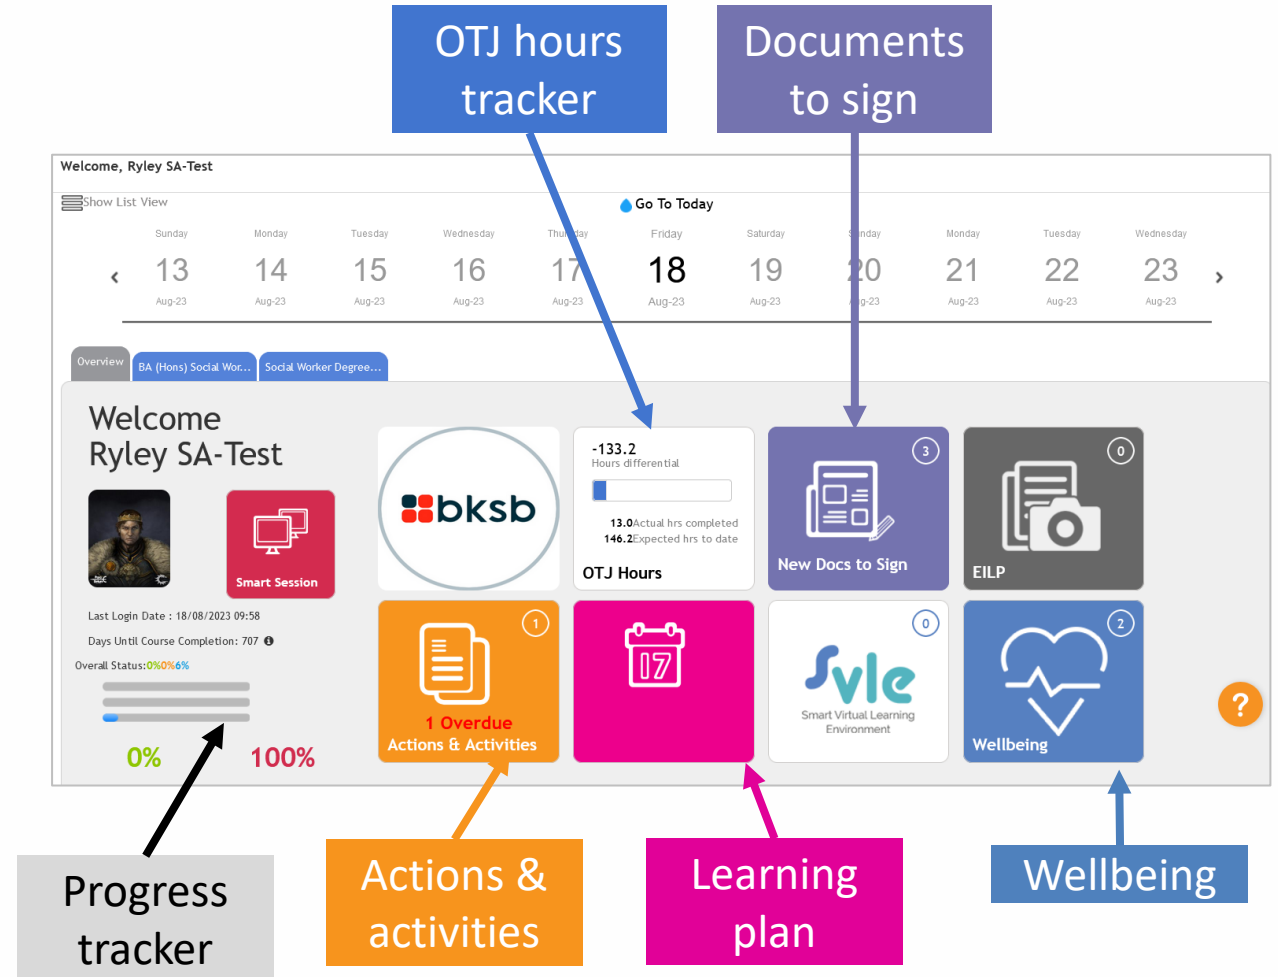 OTJ hours
tracker
Documents
to sign
Welcome, Ryley SA-Test
Show List View
Go To Today
Sunday Monday Tuesday Wednesday Thursday Friday Saturday Sunday Monday Tuesday Wednesday
13 14 15 16 17 18 19 20 21 22 23
Aug-23 Aug-23 Aug-23 Aug-23 Aug-23 Aug-23 Aug-23 Aug-23 Aug-23 Aug-23 Aug-23
Overview BA (Hons) Social Wor... Social Worker Degree...
Welcome
Ryley SA-Test
Smart Session
Last Login Date : 18/08/2023 09:58
Days Until Course Completion: 707
Overall Status:0%0%6%
0% 100%
bksb
-133.2
Hours differential
13.0Actual hrs completed
146.2Expected hrs to date
OTJ Hours
3
New Docs to Sign
0
EILP
1
1 Overdue
Actions & Activities
17
0
Svle
Smart Virtual Learning
Environment
2
Wellbeing
?
Progress
tracker
Actions &
activities
Learning
plan
Wellbeing